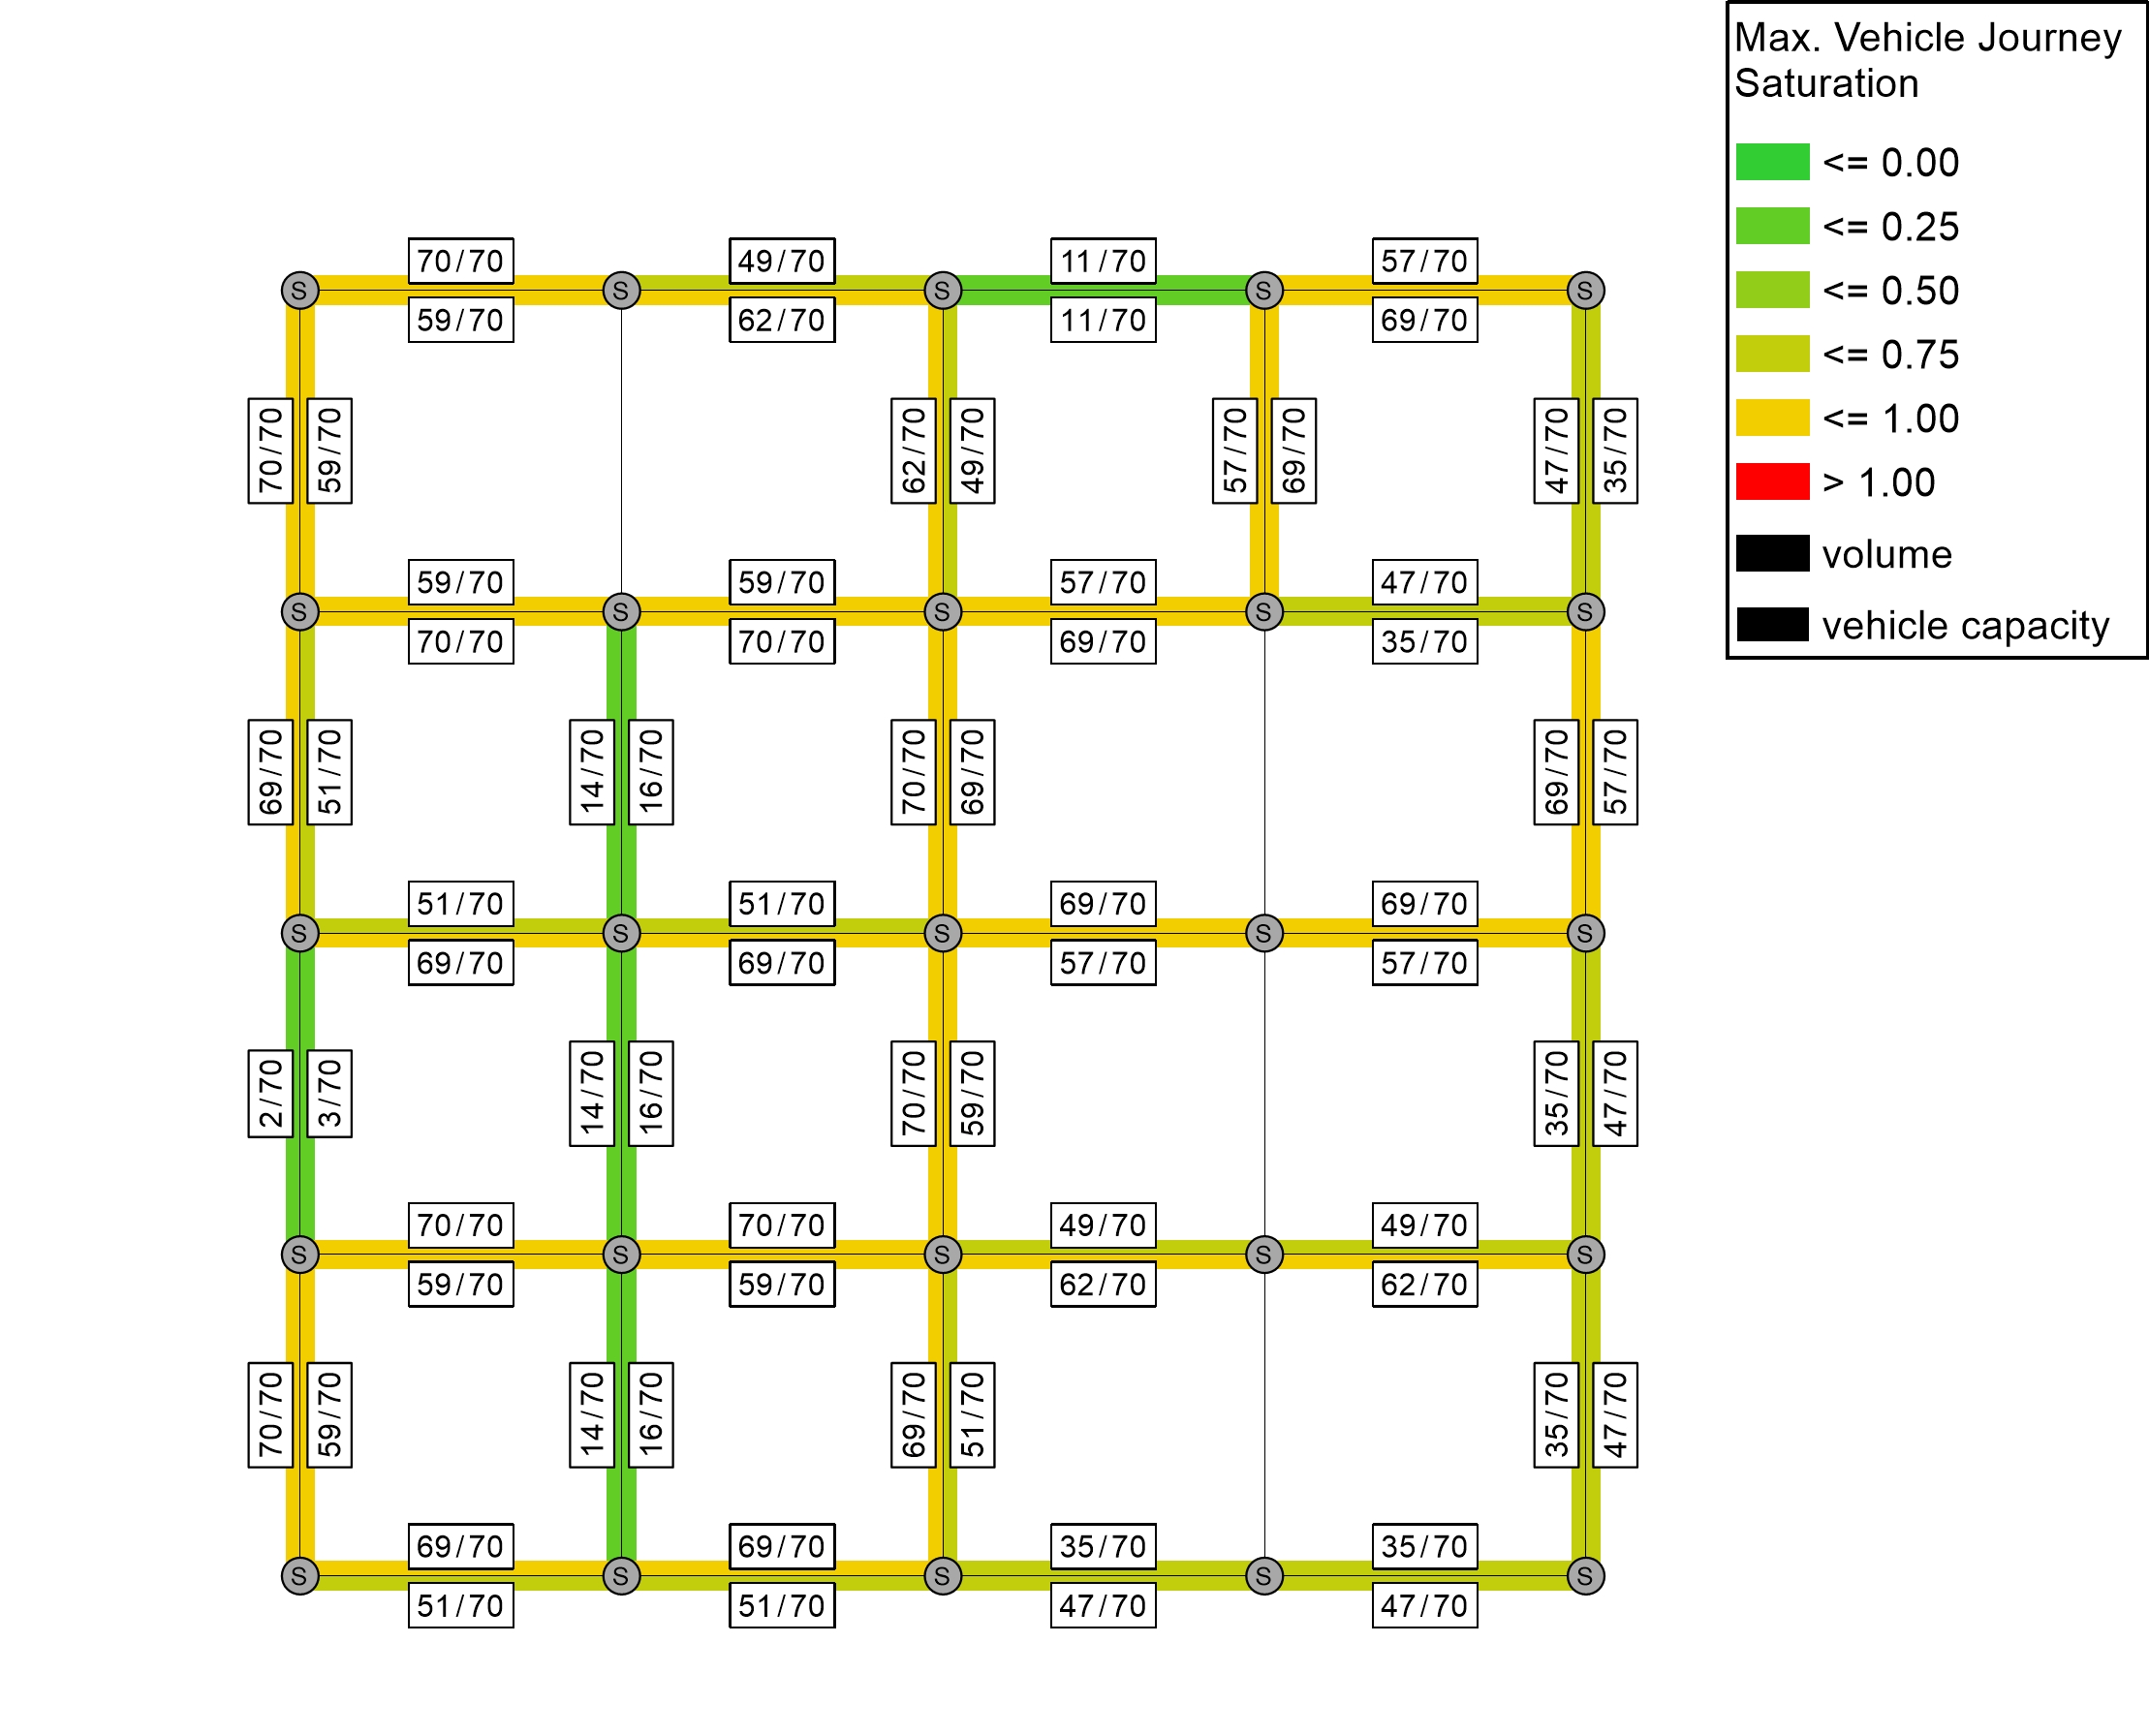 Max. Vehicle Journey
Saturation
<= 0.00
<= 0.25
<= 0.50
<= 0.75
<= 1.00
> 1.00
volume
vehicle capacity
70/70 49/70 11/70 57/70
S S S S S
59/70 62/70 11/70 69/70
70/70 59/70 62/70 49/70 57/70 69/70 47/70 35/70
59/70 59/70 57/70 47/70
S S S S S
70/70 70/70 69/70 35/70
69/70 51/70 14/70 16/70 70/70 69/70 69/70 57/70
51/70 51/70 69/70 69/70
S S S S S
69/70 69/70 57/70 57/70
2/70 3/70 14/70 16/70 70/70 59/70 35/70 47/70
70/70 70/70 49/70 49/70
S S S S S
59/70 59/70 62/70 62/70
70/70 59/70 14/70 16/70 69/70 51/70 35/70 47/70
69/70 69/70 35/70 35/70
S S S S S
51/70 51/70 47/70 47/70